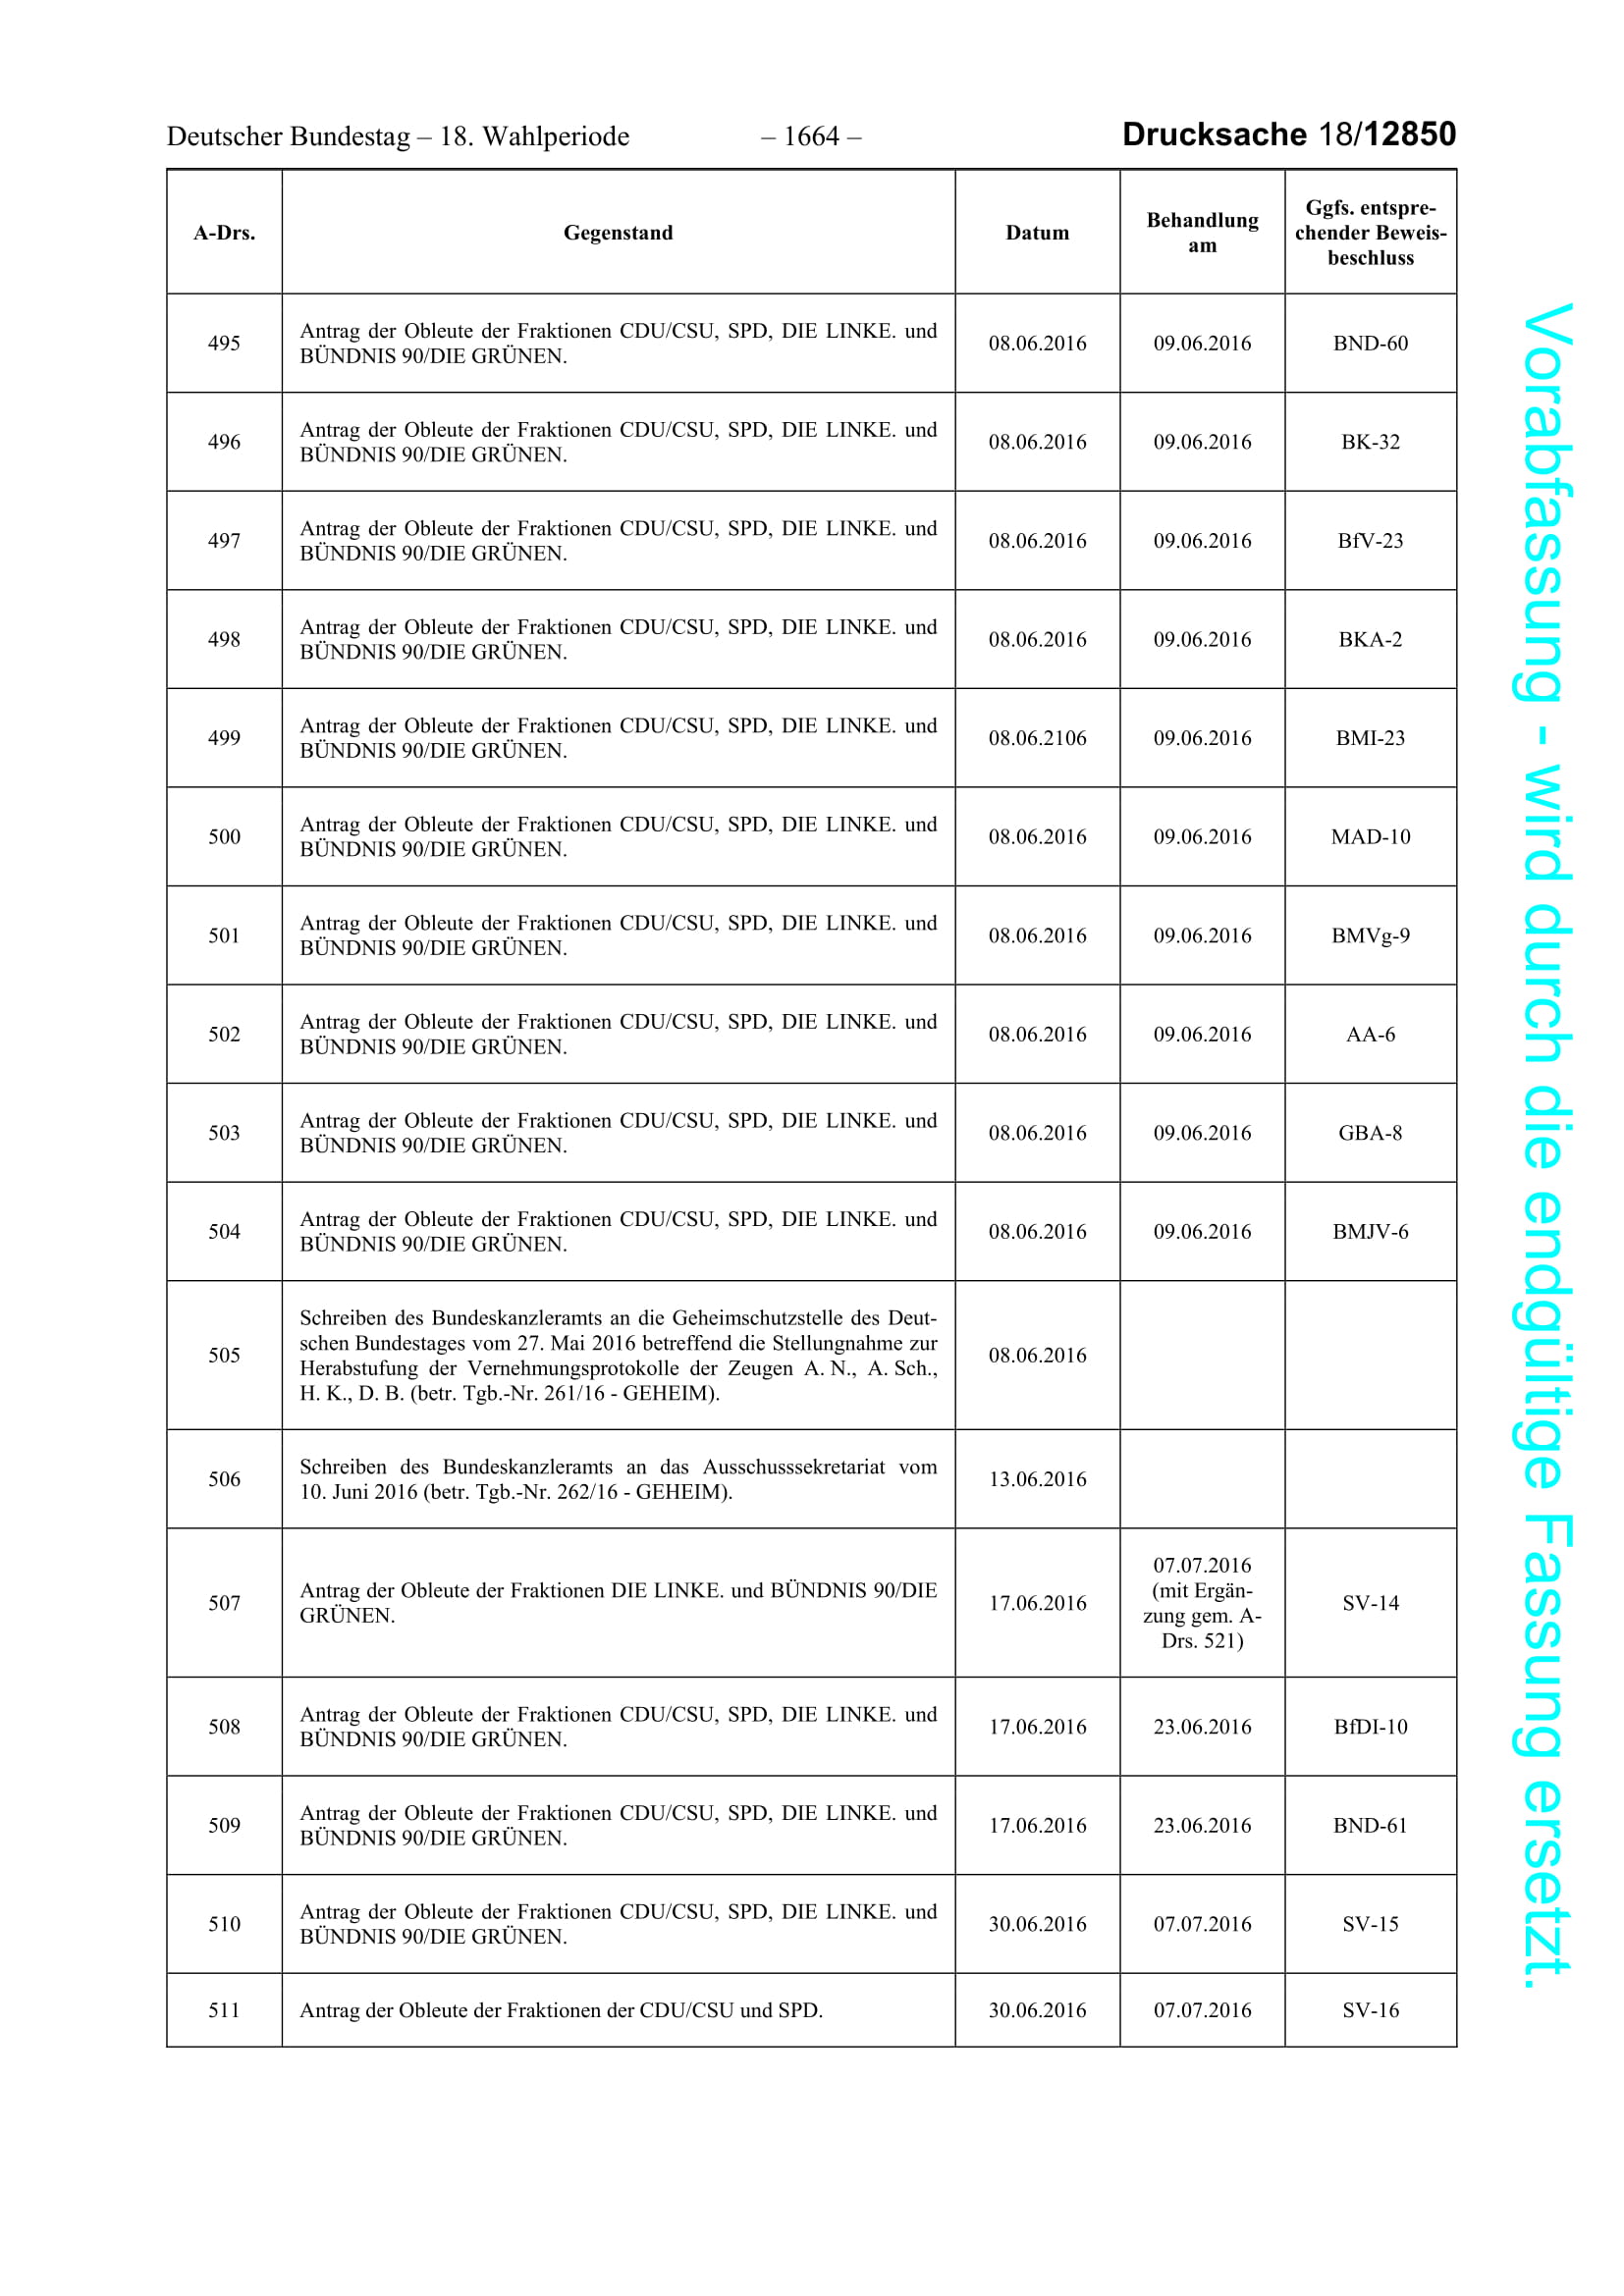 Deutscher Bundestag – 18. Wahlperiode – 1664 – Drucksache 18/12850
A-Drs. Gegenstand Datum Behandlung am Ggfs. entspre-
chender Beweis-
beschluss
495 Antrag der Obleute der Fraktionen CDU/CSU, SPD, DIE LINKE. und
BÜNDNIS 90/DIE GRÜNEN. 08.06.2016 09.06.2016 BND-60
496 Antrag der Obleute der Fraktionen CDU/CSU, SPD, DIE LINKE. und
BÜNDNIS 90/DIE GRÜNEN. 08.06.2016 09.06.2016 BK-32
497 Antrag der Obleute der Fraktionen CDU/CSU, SPD, DIE LINKE. und
BÜNDNIS 90/DIE GRÜNEN. 08.06.2016 09.06.2016 BfV-23
498 Antrag der Obleute der Fraktionen CDU/CSU, SPD, DIE LINKE. und
BÜNDNIS 90/DIE GRÜNEN. 08.06.2016 09.06.2016 BKA-2
499 Antrag der Obleute der Fraktionen CDU/CSU, SPD, DIE LINKE. und
BÜNDNIS 90/DIE GRÜNEN. 08.06.2106 09.06.2016 BMI-23
500 Antrag der Obleute der Fraktionen CDU/CSU, SPD, DIE LINKE. und
BÜNDNIS 90/DIE GRÜNEN. 08.06.2016 09.06.2016 MAD-10
501 Antrag der Obleute der Fraktionen CDU/CSU, SPD, DIE LINKE. und
BÜNDNIS 90/DIE GRÜNEN. 08.06.2016 09.06.2016 BMVg-9
502 Antrag der Obleute der Fraktionen CDU/CSU, SPD, DIE LINKE. und
BÜNDNIS 90/DIE GRÜNEN. 08.06.2016 09.06.2016 AA-6
503 Antrag der Obleute der Fraktionen CDU/CSU, SPD, DIE LINKE. und
BÜNDNIS 90/DIE GRÜNEN. 08.06.2016 09.06.2016 GBA-8
504 Antrag der Obleute der Fraktionen CDU/CSU, SPD, DIE LINKE. und
BÜNDNIS 90/DIE GRÜNEN. 08.06.2016 09.06.2016 BMJV-6
505 Schreiben des Bundeskanzleramts an die Geheimschutzstelle des Deut-
schen Bundestages vom 27. Mai 2016 betreffend die Stellungnahme zur
Herabstufung der Vernehmungsprotokolle der Zeugen A. N., A. Sch.,
H. K., D. B. (betr. Tgb.-Nr. 261/16 - GEHEIM). 08.06.2016
506 Schreiben des Bundeskanzleramts an das Ausschusssekretariat vom
10. Juni 2016 (betr. Tgb.-Nr. 262/16 - GEHEIM). 13.06.2016
507 Antrag der Obleute der Fraktionen DIE LINKE. und BÜNDNIS 90/DIE
GRÜNEN. 17.06.2016 07.07.2016
(mit Ergän-
zung gem. A-
Drs. 521) SV-14
508 Antrag der Obleute der Fraktionen CDU/CSU, SPD, DIE LINKE. und
BÜNDNIS 90/DIE GRÜNEN. 17.06.2016 23.06.2016 BfDI-10
509 Antrag der Obleute der Fraktionen CDU/CSU, SPD, DIE LINKE. und
BÜNDNIS 90/DIE GRÜNEN. 17.06.2016 23.06.2016 BND-61
510 Antrag der Obleute der Fraktionen CDU/CSU, SPD, DIE LINKE. und
BÜNDNIS 90/DIE GRÜNEN. 30.06.2016 07.07.2016 SV-15
511 Antrag der Obleute der Fraktionen der CDU/CSU und SPD. 30.06.2016 07.07.2016 SV-16
Vorabfassung - wird durch die endgültige Fassung ersetzt.